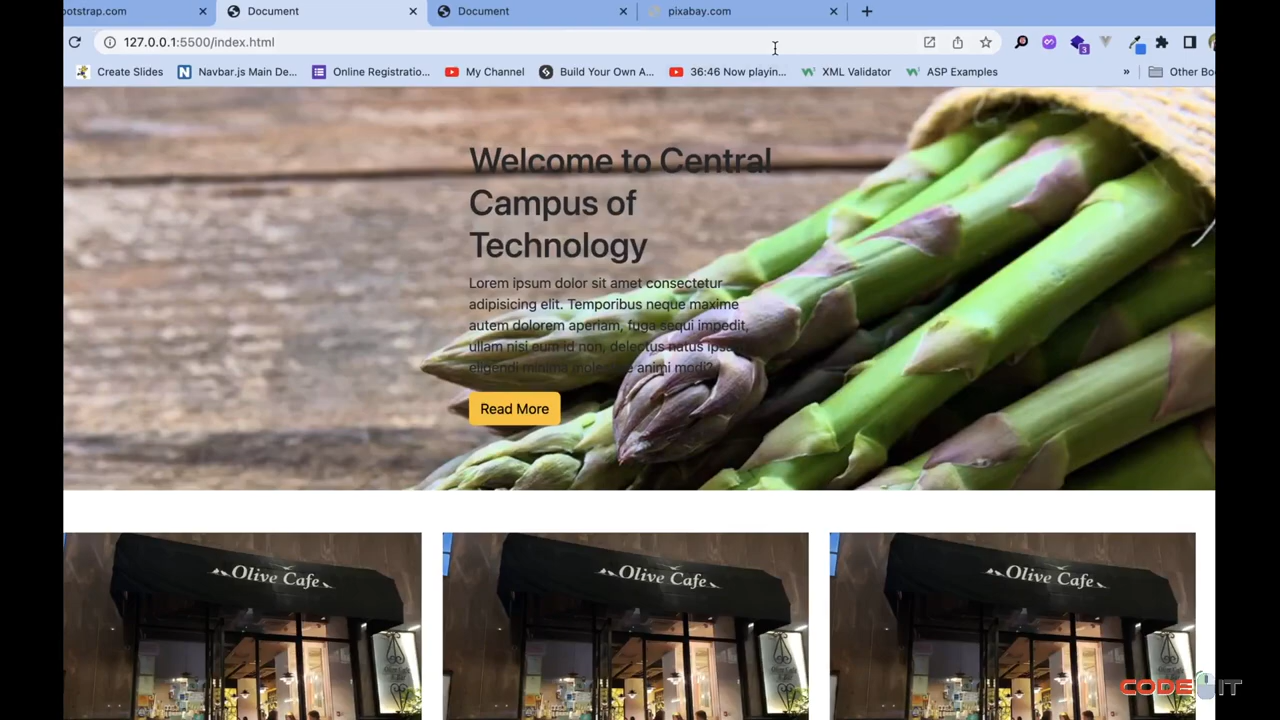 ootstrap.com
Document
Document
pixabay.com
127.0.0.1:5500/index.html
3
Create Slides
Navbar.js Main De...
Online Registratio...
My Channel
Build Your Own A...
36:46 Now playin...
XML Validator
ASP Examples
»
Other Bo
Welcome to Central
Campus of
Technology
Lorem ipsum dolor sit amet consectetur
adipisicing elit. Temporibus neque maxime
autem dolorem aperiam, fuga sequi impedit,
ullam nisi eum id non, delectus natus
eligendi minima animi modi?
Read More
Olive Cafe
Olive Cafe
Olive Cafe
CODE IT